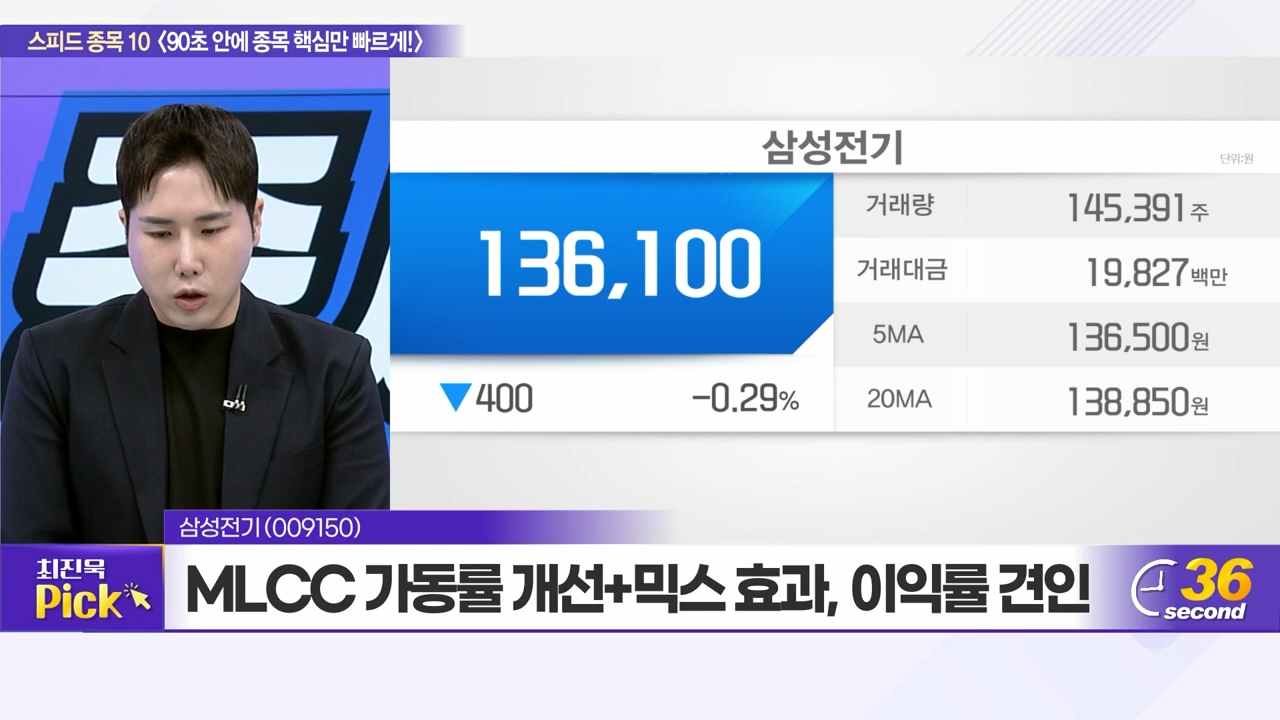 스피드 종목 10 <90초 안에 종목 핵심만 빠르게!>
삼성전기
단위:원
136,100
▼400 -0.29%
거래량 145,391주
거래대금 19,827백만
5MA 136,500원
20MA 138,850원
삼성전기(009150)
최진욱
Pick
MLCC 가동률 개선+믹스 효과, 이익률 견인
36
second